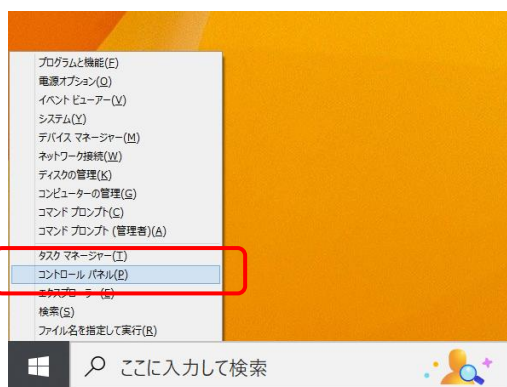 プログラムと機能(F)
電源オプション(O)
イベント ビューアー(V)
システム(Y)
デバイス マネージャー(M)
ネットワーク接続(W)
ディスクの管理(K)
コンピューターの管理(G)
コマンド プロンプト(C)
コマンド プロンプト (管理者)(A)
タスク マネージャー(T)
コントロール パネル(P)
エクスプローラー(E)
検索(S)
ファイル名を指定して実行(R)
ここに入力して検索